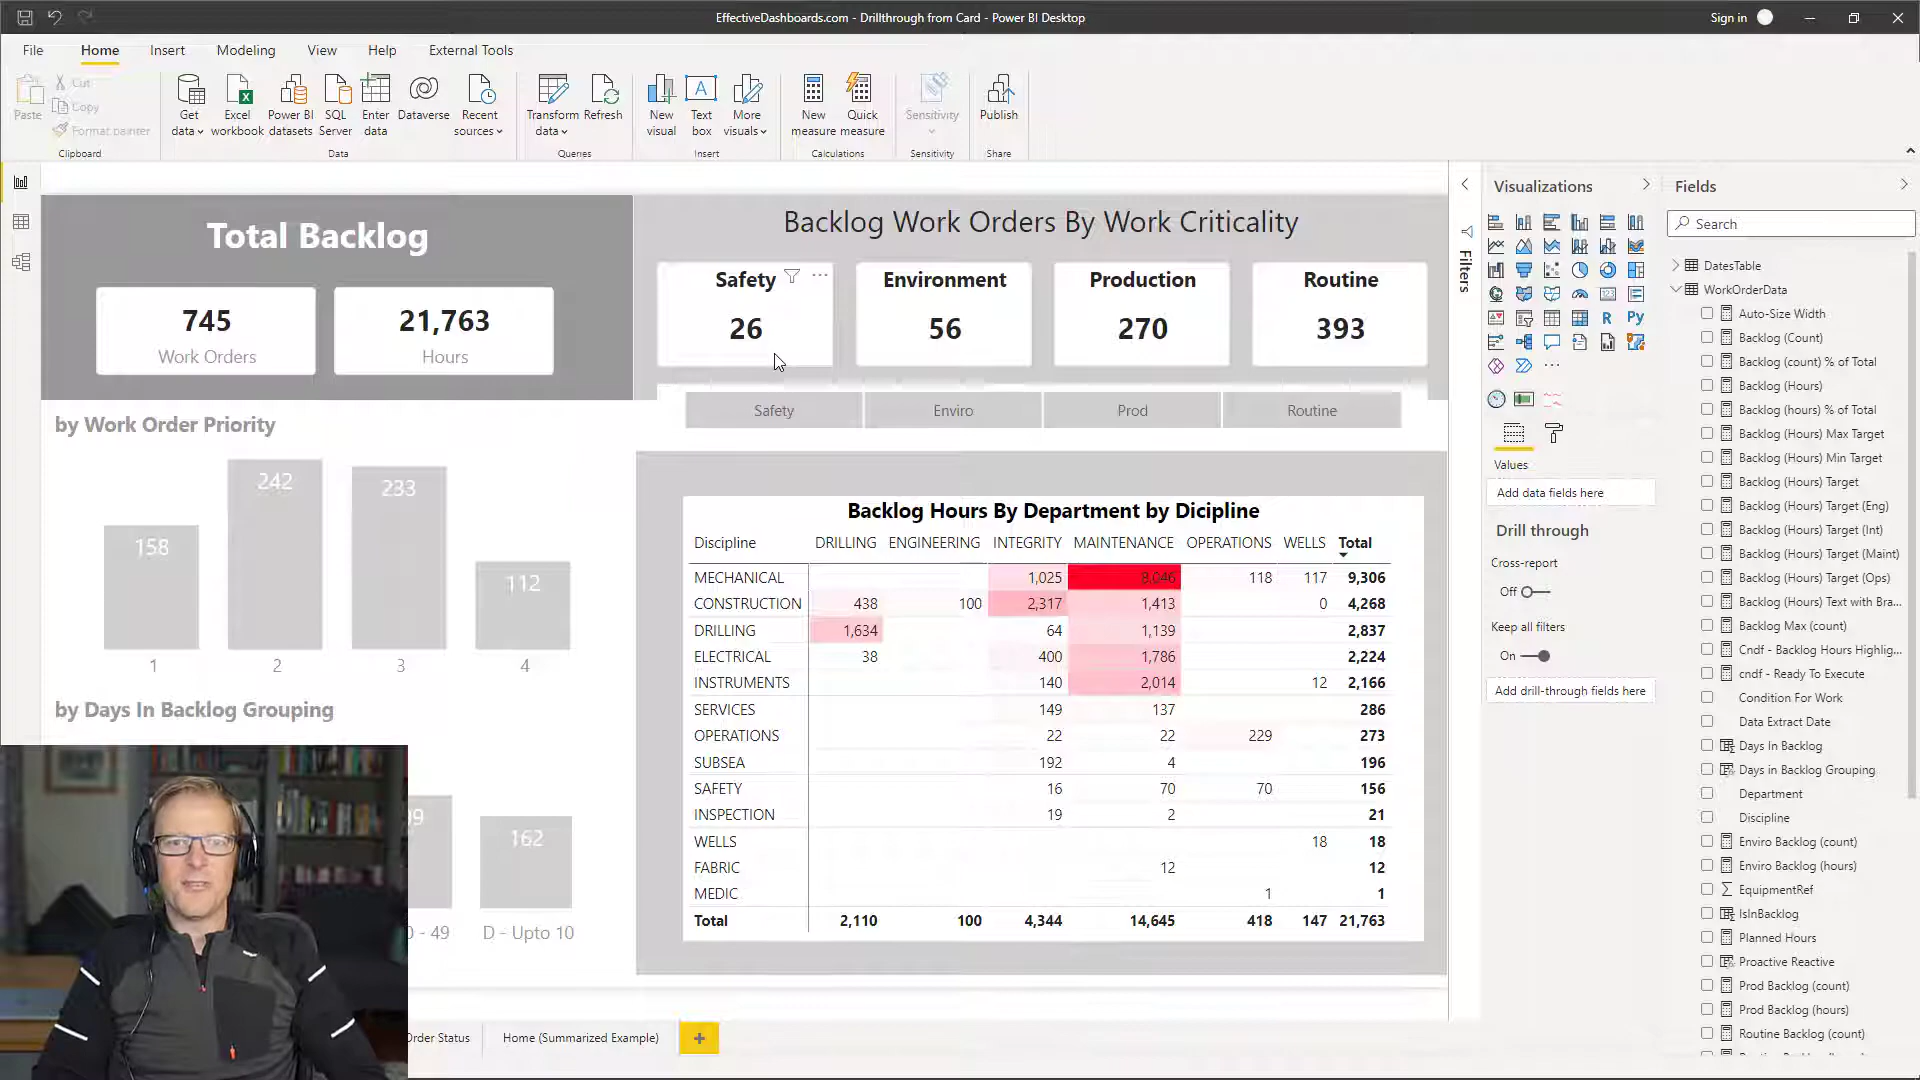 EffectiveDashboards.com - Drillthrough from Card - Power BI Desktop
Sign in
File Home Insert Modeling View Help External Tools
Paste
Cut
Copy
Format painter
Clipboard
Get data
Excel workbook
Power BI datasets
SQL Server
Enter data
Dataverse
Recent sources
Data
Transform data
Refresh
Queries
New visual
Text box
More visuals
Insert
New measure
Quick measure
Calculations
Sensitivity
Sensitivity
Publish
Share
Total Backlog
745
Work Orders
21,763
Hours
Backlog Work Orders By Work Criticality
Safety
26
Environment
56
Production
270
Routine
393
Safety Enviro Prod Routine
by Work Order Priority
158 242 233 112
1 2 3 4
by Days In Backlog Grouping
162
- 49 D - Upto 10
Backlog Hours By Department by Dicipline
Discipline DRILLING ENGINEERING INTEGRITY MAINTENANCE OPERATIONS WELLS Total
MECHANICAL 1,025 8,046 118 117 9,306
CONSTRUCTION 438 100 2,317 1,413 0 4,268
DRILLING 1,634 64 1,139 2,837
ELECTRICAL 38 400 1,786 2,224
INSTRUMENTS 140 2,014 12 2,166
SERVICES 149 137 286
OPERATIONS 22 22 229 273
SUBSEA 192 4 196
SAFETY 16 70 70 156
INSPECTION 19 2 21
WELLS 18 18
FABRIC 12 12
MEDIC 1 1
Total 2,110 100 4,344 14,645 418 147 21,763
Order Status
Home (Summarized Example)
Filters
Visualizations
R Py
Values
Add data fields here
Drill through
Cross-report
Off
Keep all filters
On
Add drill-through fields here
Fields
Search
DatesTable
WorkOrderData
Auto-Size Width
Backlog (Count)
Backlog (count) % of Total
Backlog (Hours)
Backlog (hours) % of Total
Backlog (Hours) Max Target
Backlog (Hours) Min Target
Backlog (Hours) Target
Backlog (Hours) Target (Eng)
Backlog (Hours) Target (Int)
Backlog (Hours) Target (Maint)
Backlog (Hours) Target (Ops)
Backlog (Hours) Text with Bra...
Backlog Max (count)
Cndf - Backlog Hours Highlig...
cndf - Ready To Execute
Condition For Work
Data Extract Date
Days In Backlog
Days in Backlog Grouping
Department
Discipline
Enviro Backlog (count)
Enviro Backlog (hours)
EquipmentRef
IsInBacklog
Planned Hours
Proactive Reactive
Prod Backlog (count)
Prod Backlog (hours)
Routine Backlog (count)